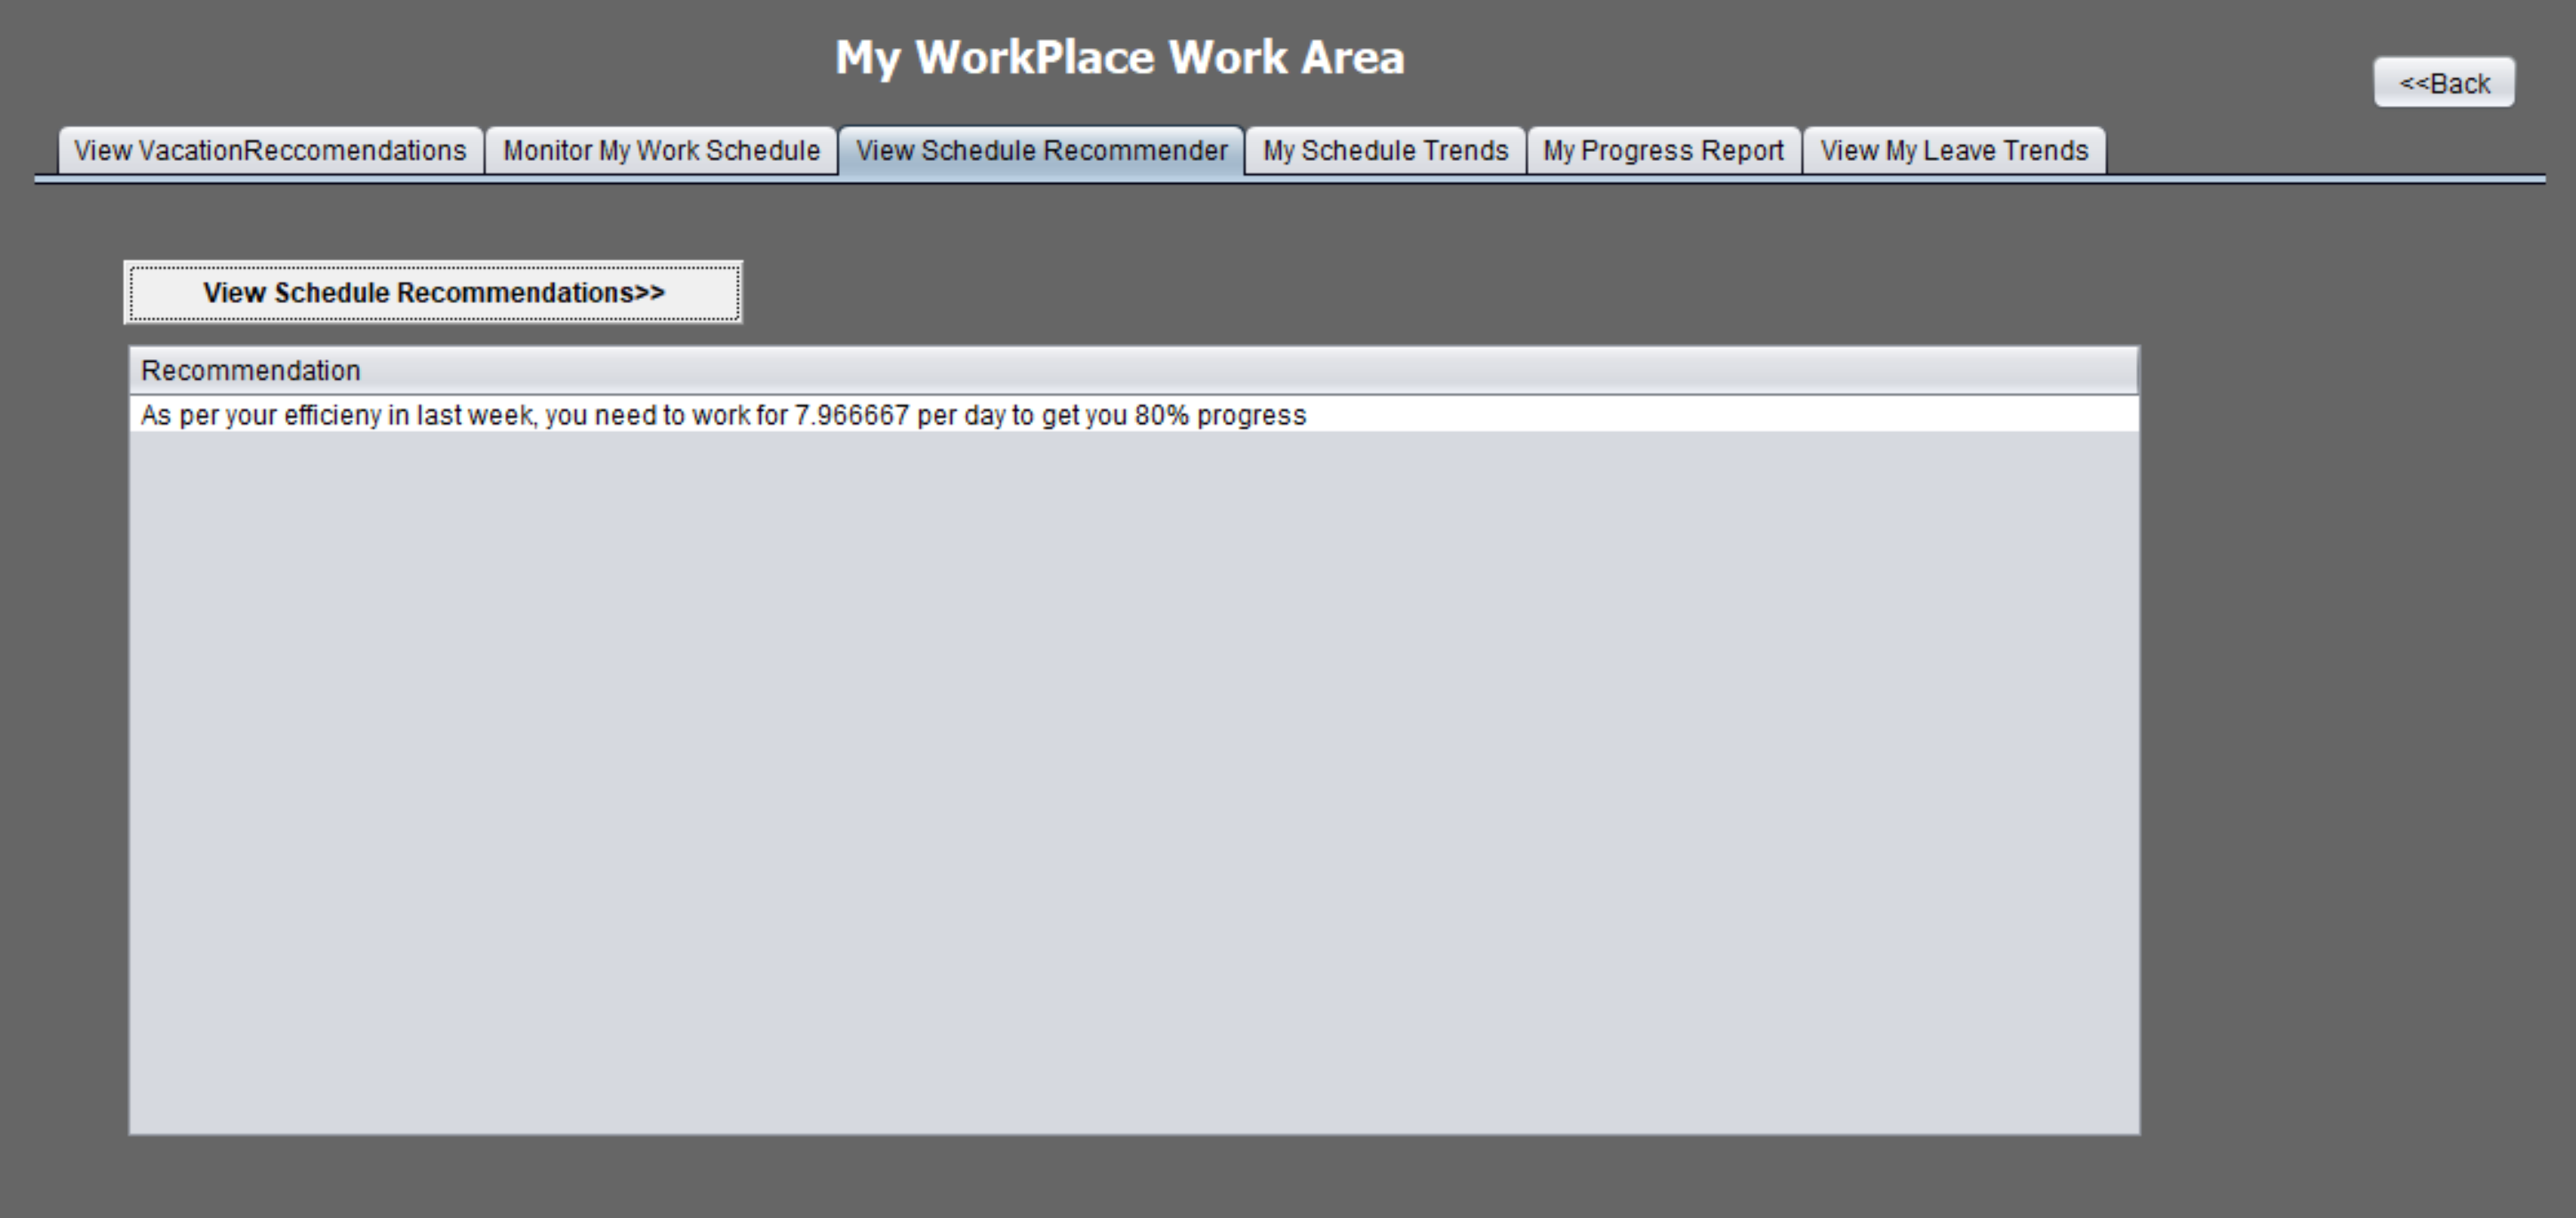 My WorkPlace Work Area
<<Back
View VacationReccomendations
Monitor My Work Schedule
View Schedule Recommender
My Schedule Trends
My Progress Report
View My Leave Trends
View Schedule Recommendations>>
Recommendation
As per your efficieny in last week, you need to work for 7.966667 per day to get you 80% progress